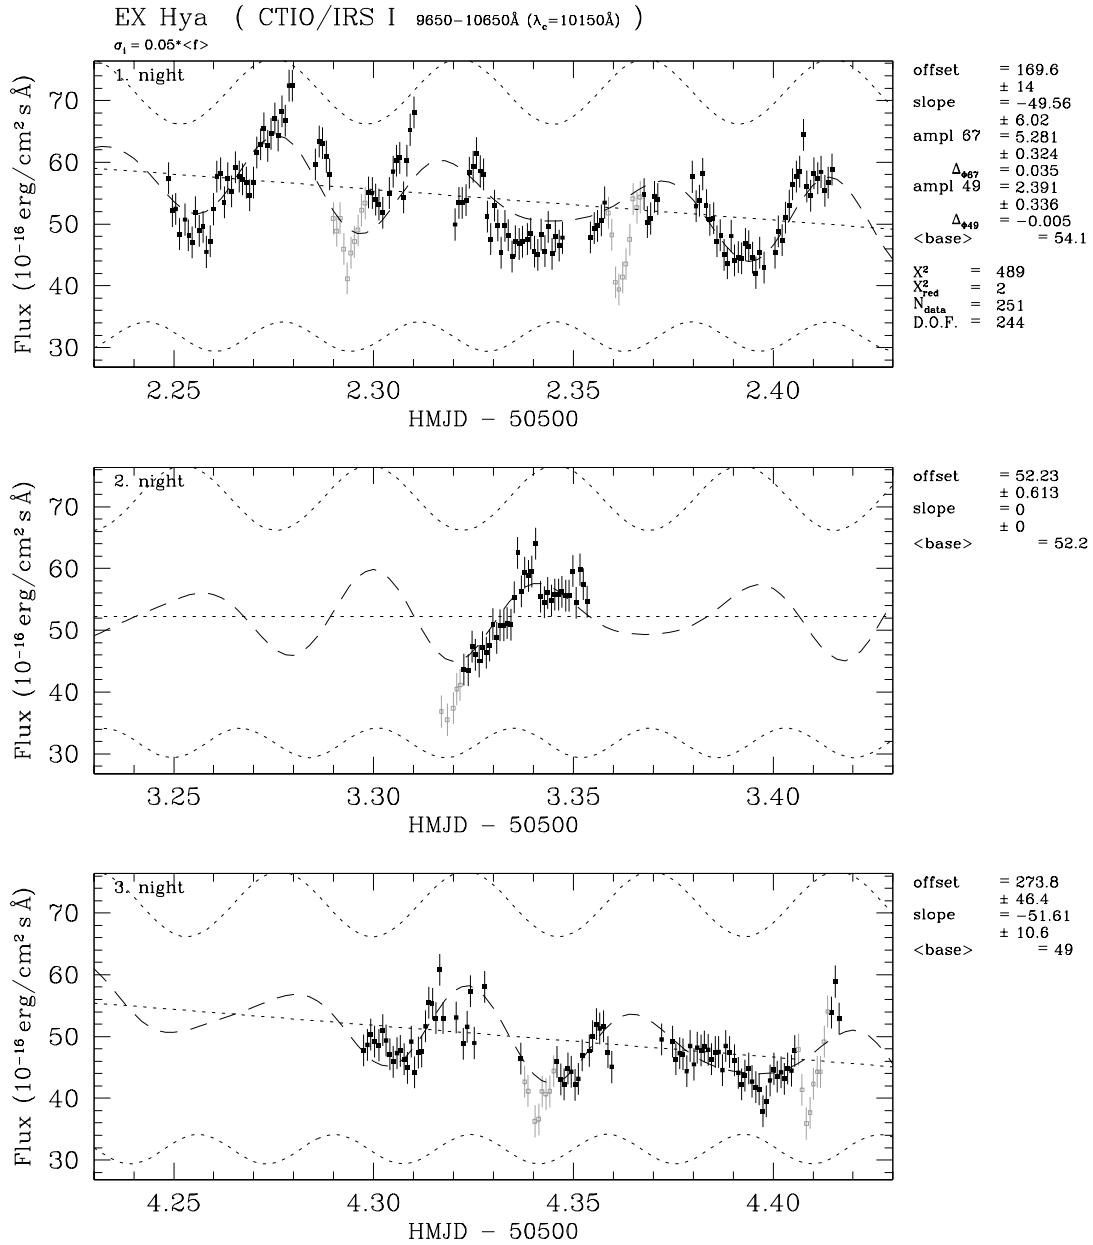 EX Hya ( CTIO/IRS I 9650−10650Å (λc=10150Å) )
σi = 0.05*<f>
1. night
70
60
50
40
30
Flux (10⁻¹⁶ erg/cm² s Å)
2.25 2.30 2.35 2.40
HMJD − 50500
offset = 169.6
± 14
slope = −49.56
± 6.02
ampl 67 = 5.281
± 0.324
ΔΦ67 = 0.035
ampl 49 = 2.391
± 0.336
ΔΦ49 = −0.005
<base> = 54.1
X² = 489
X²red = 2
Ndata = 251
D.O.F. = 244
2. night
70
60
50
40
30
Flux (10⁻¹⁶ erg/cm² s Å)
3.25 3.30 3.35 3.40
HMJD − 50500
offset = 52.23
± 0.613
slope = 0
± 0
<base> = 52.2
3. night
70
60
50
40
30
Flux (10⁻¹⁶ erg/cm² s Å)
4.25 4.30 4.35 4.40
HMJD − 50500
offset = 273.8
± 46.4
slope = −51.61
± 10.6
<base> = 49